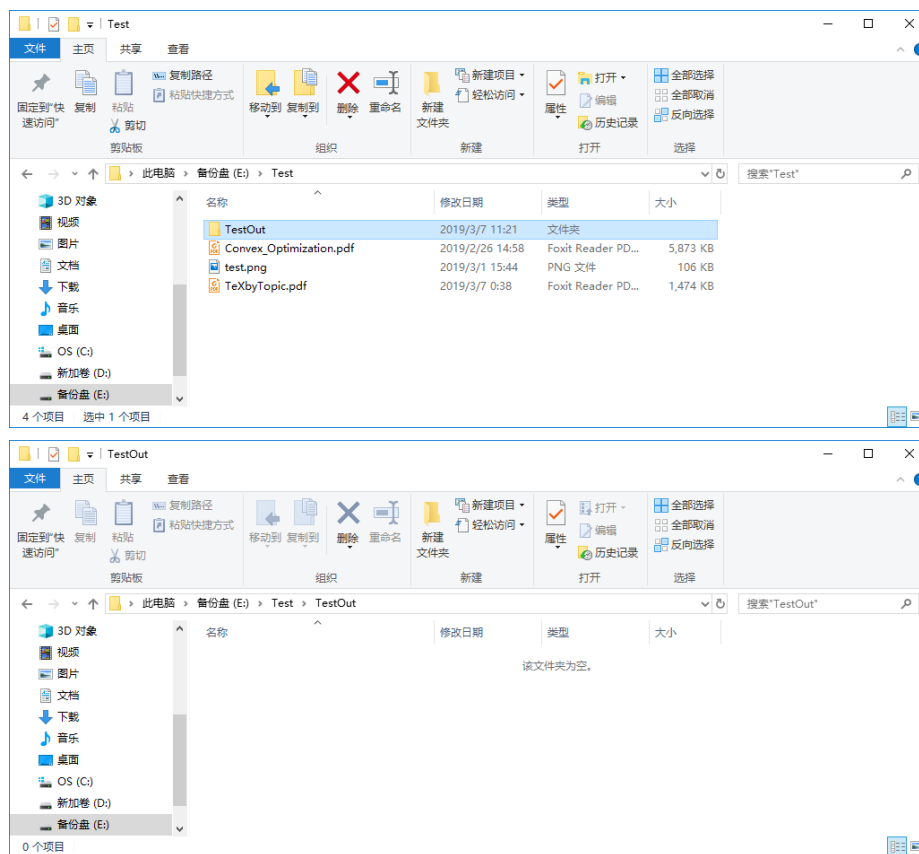 Test
文件 主页 共享 查看
固定到"快速访问" 复制 粘贴 复制路径 粘贴快捷方式 剪切 移动到 复制到 删除 重命名 新建文件夹 新建项目 轻松访问 属性 打开 编辑 历史记录 全部选择 全部取消 反向选择
剪贴板 组织 新建 打开 选择
此电脑 › 备份盘 (E:) › Test 搜索"Test"
名称 修改日期 类型 大小
3D 对象
视频
图片
文档
下载
音乐
桌面
OS (C:)
新加卷 (D:)
备份盘 (E:)
TestOut 2019/3/7 11:21 文件夹
Convex_Optimization.pdf 2019/2/26 14:58 Foxit Reader PD... 5,873 KB
test.png 2019/3/1 15:44 PNG 文件 106 KB
TeXbyTopic.pdf 2019/3/7 0:38 Foxit Reader PD... 1,474 KB
4 个项目 选中 1 个项目
TestOut
文件 主页 共享 查看
固定到"快速访问" 复制 粘贴 复制路径 粘贴快捷方式 剪切 移动到 复制到 删除 重命名 新建文件夹 新建项目 轻松访问 属性 打开 编辑 历史记录 全部选择 全部取消 反向选择
剪贴板 组织 新建 打开 选择
此电脑 › 备份盘 (E:) › Test › TestOut 搜索"TestOut"
名称 修改日期 类型 大小
3D 对象
视频
图片
文档
下载
音乐
桌面
OS (C:)
新加卷 (D:)
备份盘 (E:)
该文件夹为空。
0 个项目